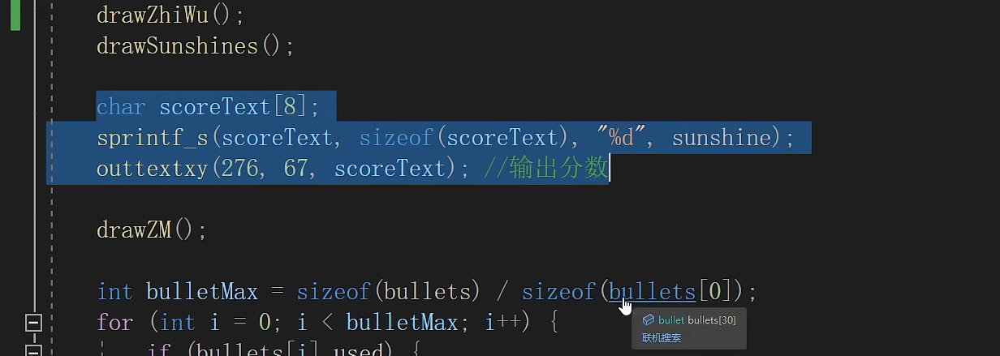 drawZhiWu();
drawSunshines();
char scoreText[8];
sprintf_s(scoreText, sizeof(scoreText), "%d", sunshine);
outtextxy(276, 67, scoreText); //输出分数
drawZM();
int bulletMax = sizeof(bullets) / sizeof(bullets[0]);
for (int i = 0; i < bulletMax; i++) {
bullet bullets[30]
联机搜索
if (bullets[i].used) {